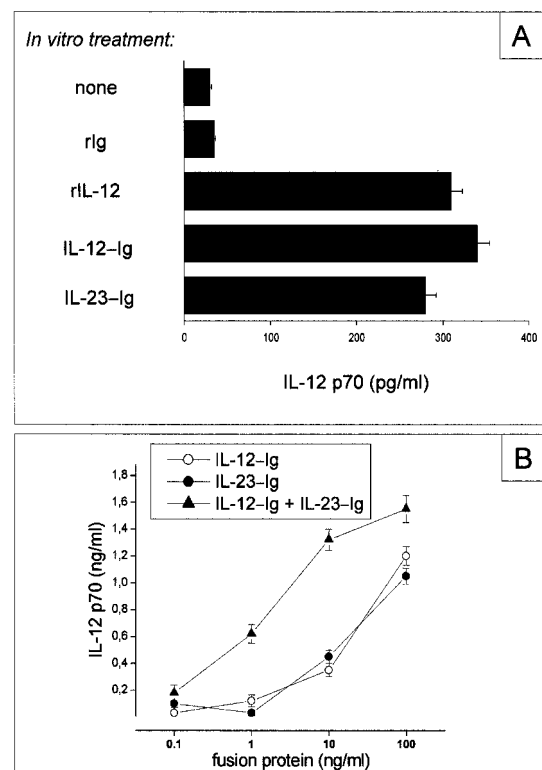 A
In vitro treatment:
none
rIg
rIL-12
IL-12–Ig
IL-23–Ig
0 100 200 300 400
IL-12 p70 (pg/ml)
B
IL-12–Ig
IL-23–Ig
IL-12–Ig + IL-23–Ig
1,8
1,6
1,4
1,2
1,0
0,8
0,6
0,4
0,2
IL-12 p70 (ng/ml)
0.1 1 10 100
fusion protein (ng/ml)